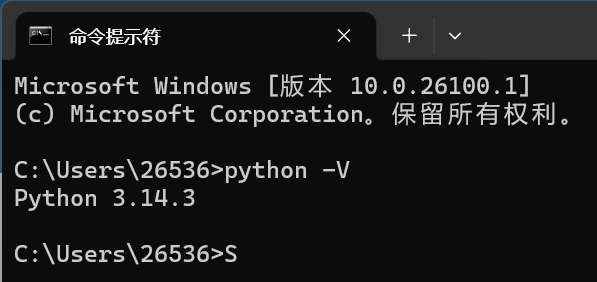 命令提示符
Microsoft Windows [版本 10.0.26100.1]
(c) Microsoft Corporation。保留所有权利。
C:\Users\26536>python -V
Python 3.14.3
C:\Users\26536>S